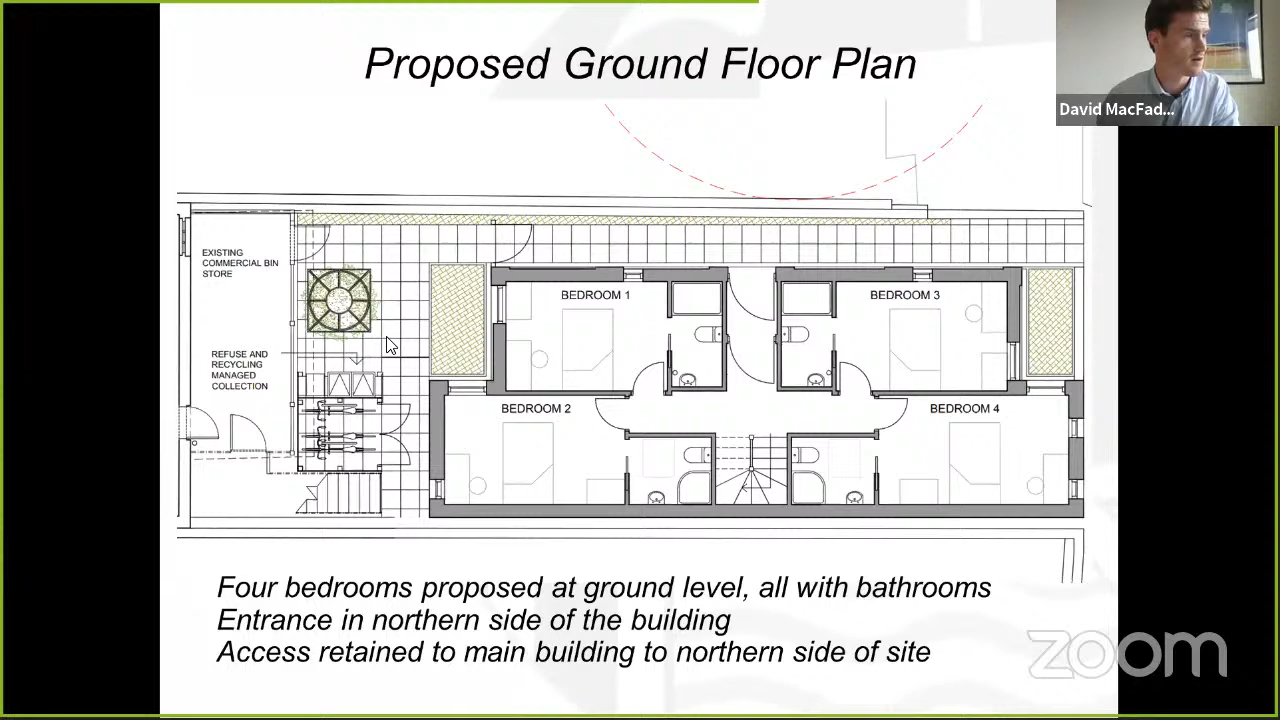 Proposed Ground Floor Plan
David MacFad...
EXISTING
COMMERCIAL BIN
STORE
REFUSE AND
RECYCLING
MANAGED
COLLECTION
BEDROOM 1
BEDROOM 3
BEDROOM 2
BEDROOM 4
Four bedrooms proposed at ground level, all with bathrooms
Entrance in northern side of the building
Access retained to main building to northern side of site
zoom